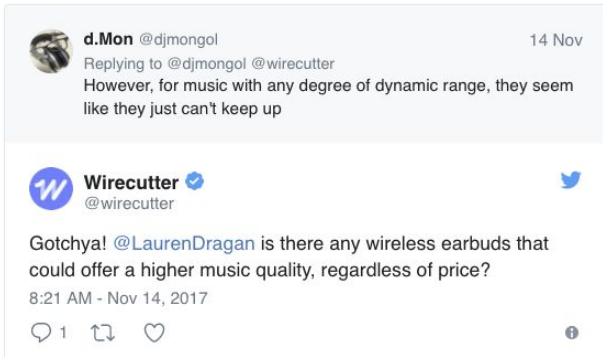 d.Mon @djmongol 14 Nov
Replying to @djmongol @wirecutter
However, for music with any degree of dynamic range, they seem
like they just can't keep up
Wirecutter
@wirecutter
Gotchya! @LaurenDragan is there any wireless earbuds that
could offer a higher music quality, regardless of price?
8:21 AM - Nov 14, 2017
1